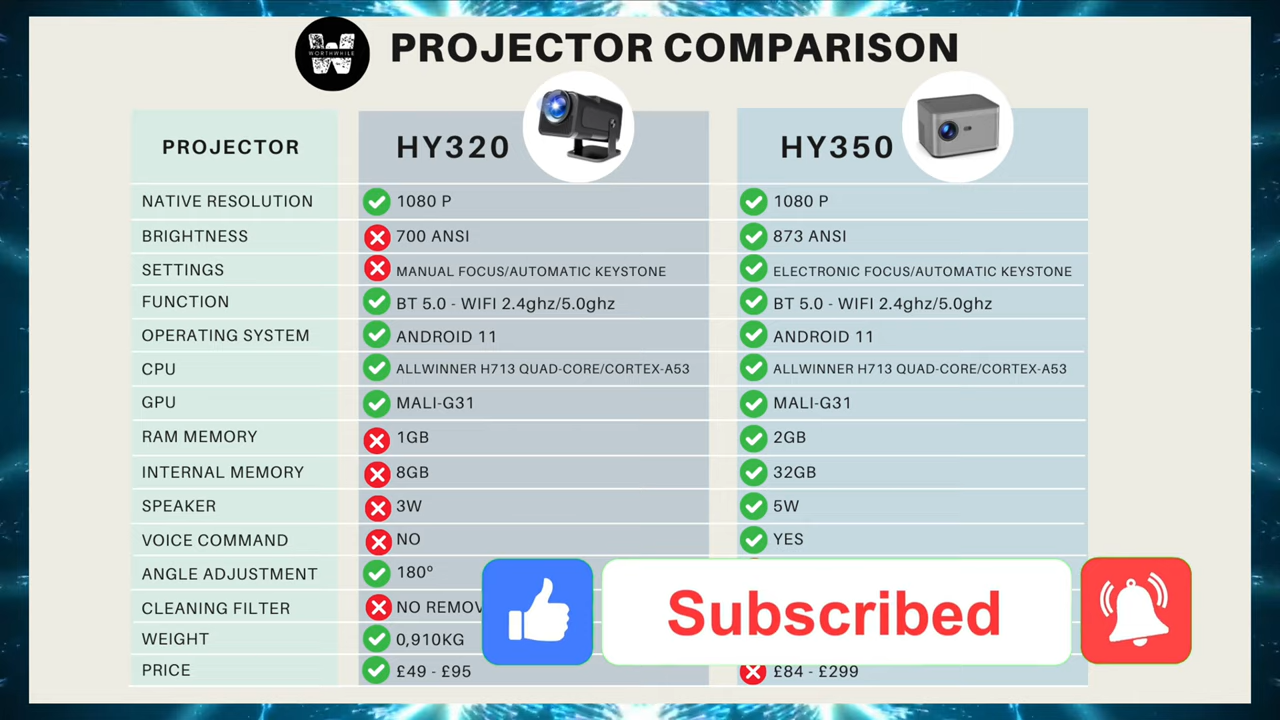 WORTHWHILE
PROJECTOR COMPARISON
PROJECTOR HY320 HY350
NATIVE RESOLUTION 1080 P 1080 P
BRIGHTNESS 700 ANSI 873 ANSI
SETTINGS MANUAL FOCUS/AUTOMATIC KEYSTONE ELECTRONIC FOCUS/AUTOMATIC KEYSTONE
FUNCTION BT 5.0 - WIFI 2.4ghz/5.0ghz BT 5.0 - WIFI 2.4ghz/5.0ghz
OPERATING SYSTEM ANDROID 11 ANDROID 11
CPU ALLWINNER H713 QUAD-CORE/CORTEX-A53 ALLWINNER H713 QUAD-CORE/CORTEX-A53
GPU MALI-G31 MALI-G31
RAM MEMORY 1GB 2GB
INTERNAL MEMORY 8GB 32GB
SPEAKER 3W 5W
VOICE COMMAND NO YES
ANGLE ADJUSTMENT 180º
CLEANING FILTER NO
Subscribed
WEIGHT 0,910KG
PRICE £49 - £95 £84 - £299